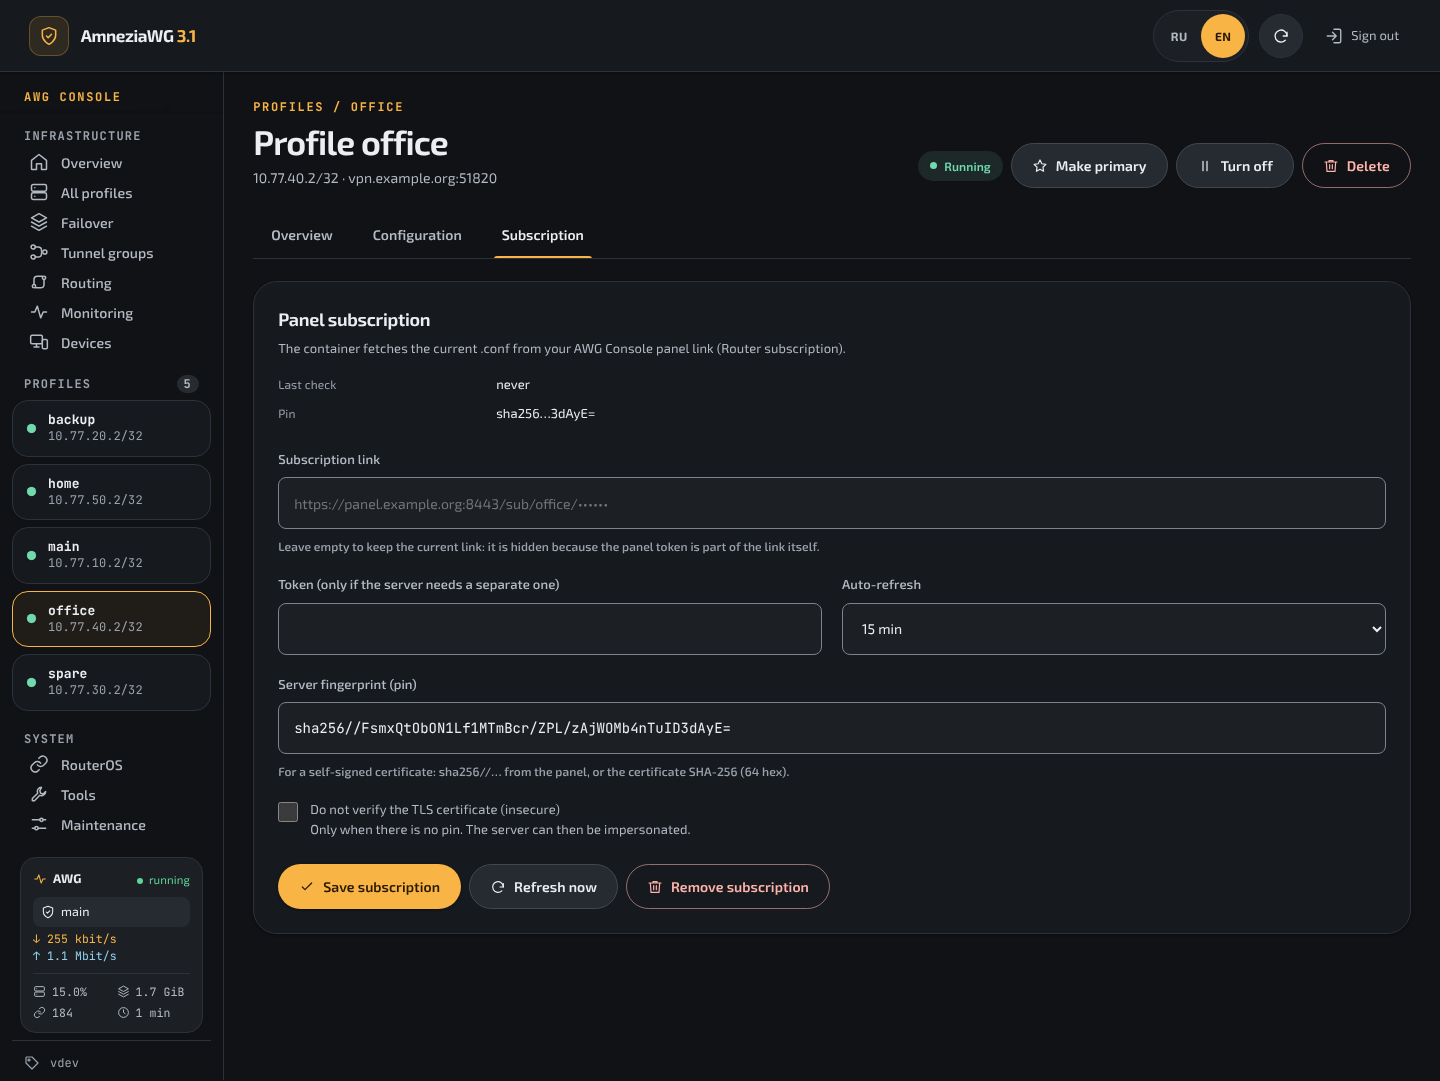 AmneziaWG 3.1
RU
EN
Sign out
AWG CONSOLE
INFRASTRUCTURE
Overview
All profiles
Failover
Tunnel groups
Routing
Monitoring
Devices
PROFILES
5
backup
10.77.20.2/32
home
10.77.50.2/32
main
10.77.10.2/32
office
10.77.40.2/32
spare
10.77.30.2/32
SYSTEM
RouterOS
Tools
Maintenance
AWG
running
main
↓ 255 kbit/s
↑ 1.1 Mbit/s
15.0%
1.7 GiB
184
1 min
vdev
PROFILES / OFFICE
Profile office
10.77.40.2/32 · vpn.example.org:51820
Running
Make primary
Turn off
Delete
Overview
Configuration
Subscription
Panel subscription
The container fetches the current .conf from your AWG Console panel link (Router subscription).
Last check
never
Pin
sha256…3dAyE=
Subscription link
https://panel.example.org:8443/sub/office/••••••
Leave empty to keep the current link: it is hidden because the panel token is part of the link itself.
Token (only if the server needs a separate one)
Auto-refresh
15 min
Server fingerprint (pin)
sha256//FsmxQtObON1Lf1MTmBcr/ZPL/zAjWOMb4nTuID3dAyE=
For a self-signed certificate: sha256//… from the panel, or the certificate SHA-256 (64 hex).
Do not verify the TLS certificate (insecure)
Only when there is no pin. The server can then be impersonated.
Save subscription
Refresh now
Remove subscription